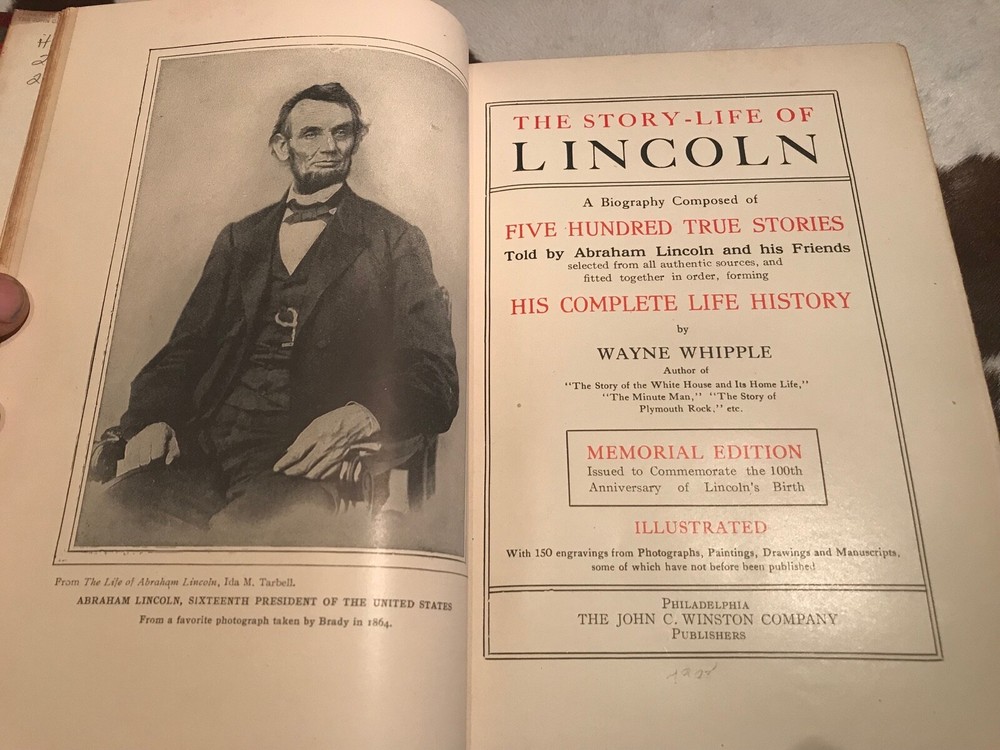 From The Life of Abraham Lincoln, Ida M. Tarbell.
ABRAHAM LINCOLN, SIXTEENTH PRESIDENT OF THE UNITED STATES
From a favorite photograph taken by Brady in 1864.
THE STORY-LIFE OF
LINCOLN
A Biography Composed of
FIVE HUNDRED TRUE STORIES
Told by Abraham Lincoln and his Friends
selected from all authentic sources, and
fitted together in order, forming
HIS COMPLETE LIFE HISTORY
by
WAYNE WHIPPLE
Author of
"The Story of the White House and Its Home Life,"
"The Minute Man," "The Story of
Plymouth Rock," etc.
MEMORIAL EDITION
Issued to Commemorate the 100th
Anniversary of Lincoln's Birth
ILLUSTRATED
With 150 engravings from Photographs, Paintings, Drawings and Manuscripts,
some of which have not before been published
PHILADELPHIA
THE JOHN C. WINSTON COMPANY
PUBLISHERS